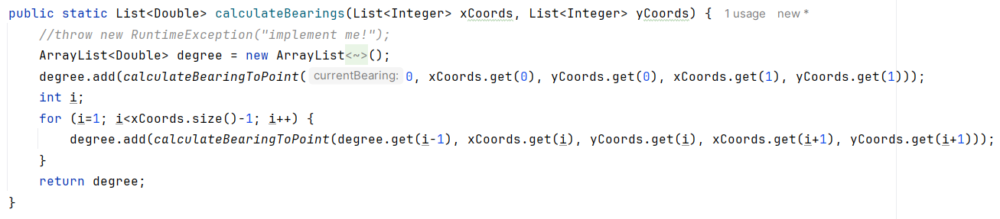 public static List<Double> calculateBearings(List<Integer> xCoords, List<Integer> yCoords) { 1 usage new *
//throw new RuntimeException("implement me!");
ArrayList<Double> degree = new ArrayList<~>();
degree.add(calculateBearingToPoint( currentBearing: 0, xCoords.get(0), yCoords.get(0), xCoords.get(1), yCoords.get(1)));
int i;
for (i=1; i<xCoords.size()-1; i++) {
degree.add(calculateBearingToPoint(degree.get(i-1), xCoords.get(i), yCoords.get(i), xCoords.get(i+1), yCoords.get(i+1)));
}
return degree;
}